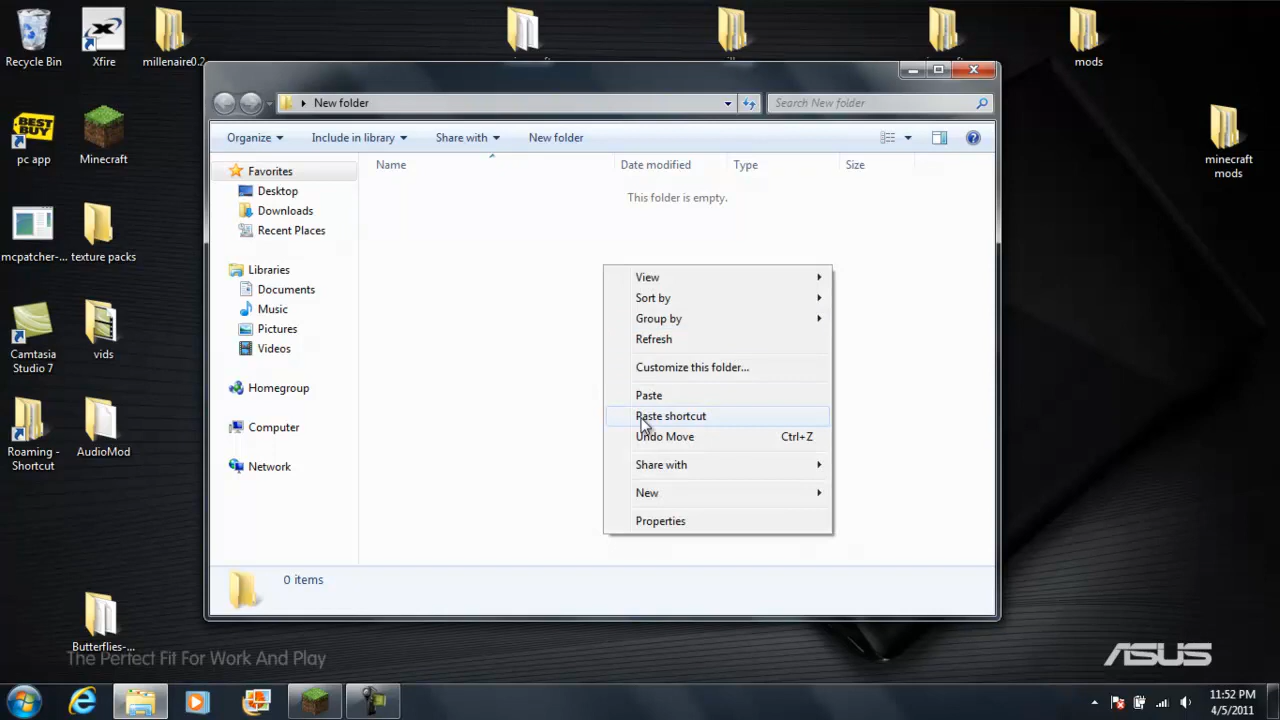 Recycle Bin
Xfire
millenaire0.2
mods
New folder
Search New folder
Organize
Include in library
Share with
New folder
BEST BUY
pc app
Minecraft
minecraft mods
Favorites
Desktop
Downloads
Recent Places
Name
Date modified
Type
Size
This folder is empty.
mcpatcher-...
texture packs
Libraries
Documents
Music
Pictures
Videos
View
Sort by
Group by
Refresh
Customize this folder...
Paste
Paste shortcut
Undo Move Ctrl+Z
Share with
New
Properties
Camtasia Studio 7
vids
Homegroup
Computer
Network
Roaming - Shortcut
AudioMod
0 items
Butterflies-...
The Perfect Fit For Work And Play
ASUS
11:52 PM
4/5/2011